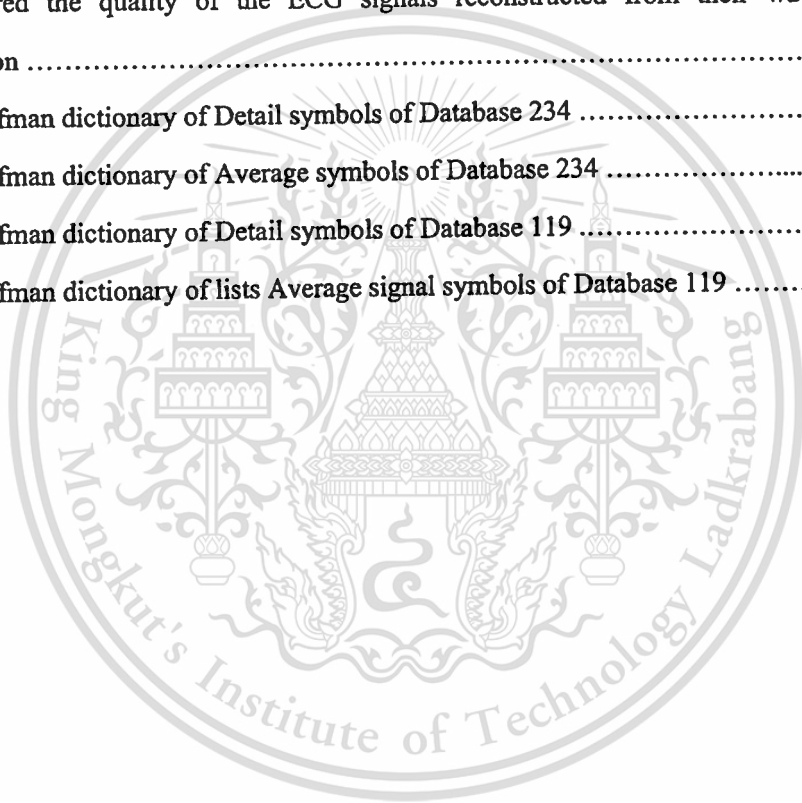 the quality of the ECG signals reconstructed from their
on ........................................................................
fman dictionary of Detail symbols of Database 234 ........................
fman dictionary of Average symbols of Database 234 ........................
fman dictionary of Detail symbols of Database 119 ........................
fman dictionary of lists Average signal symbols of Database 119 ........
King Mongkut's Institute of Technology Ladkrabang